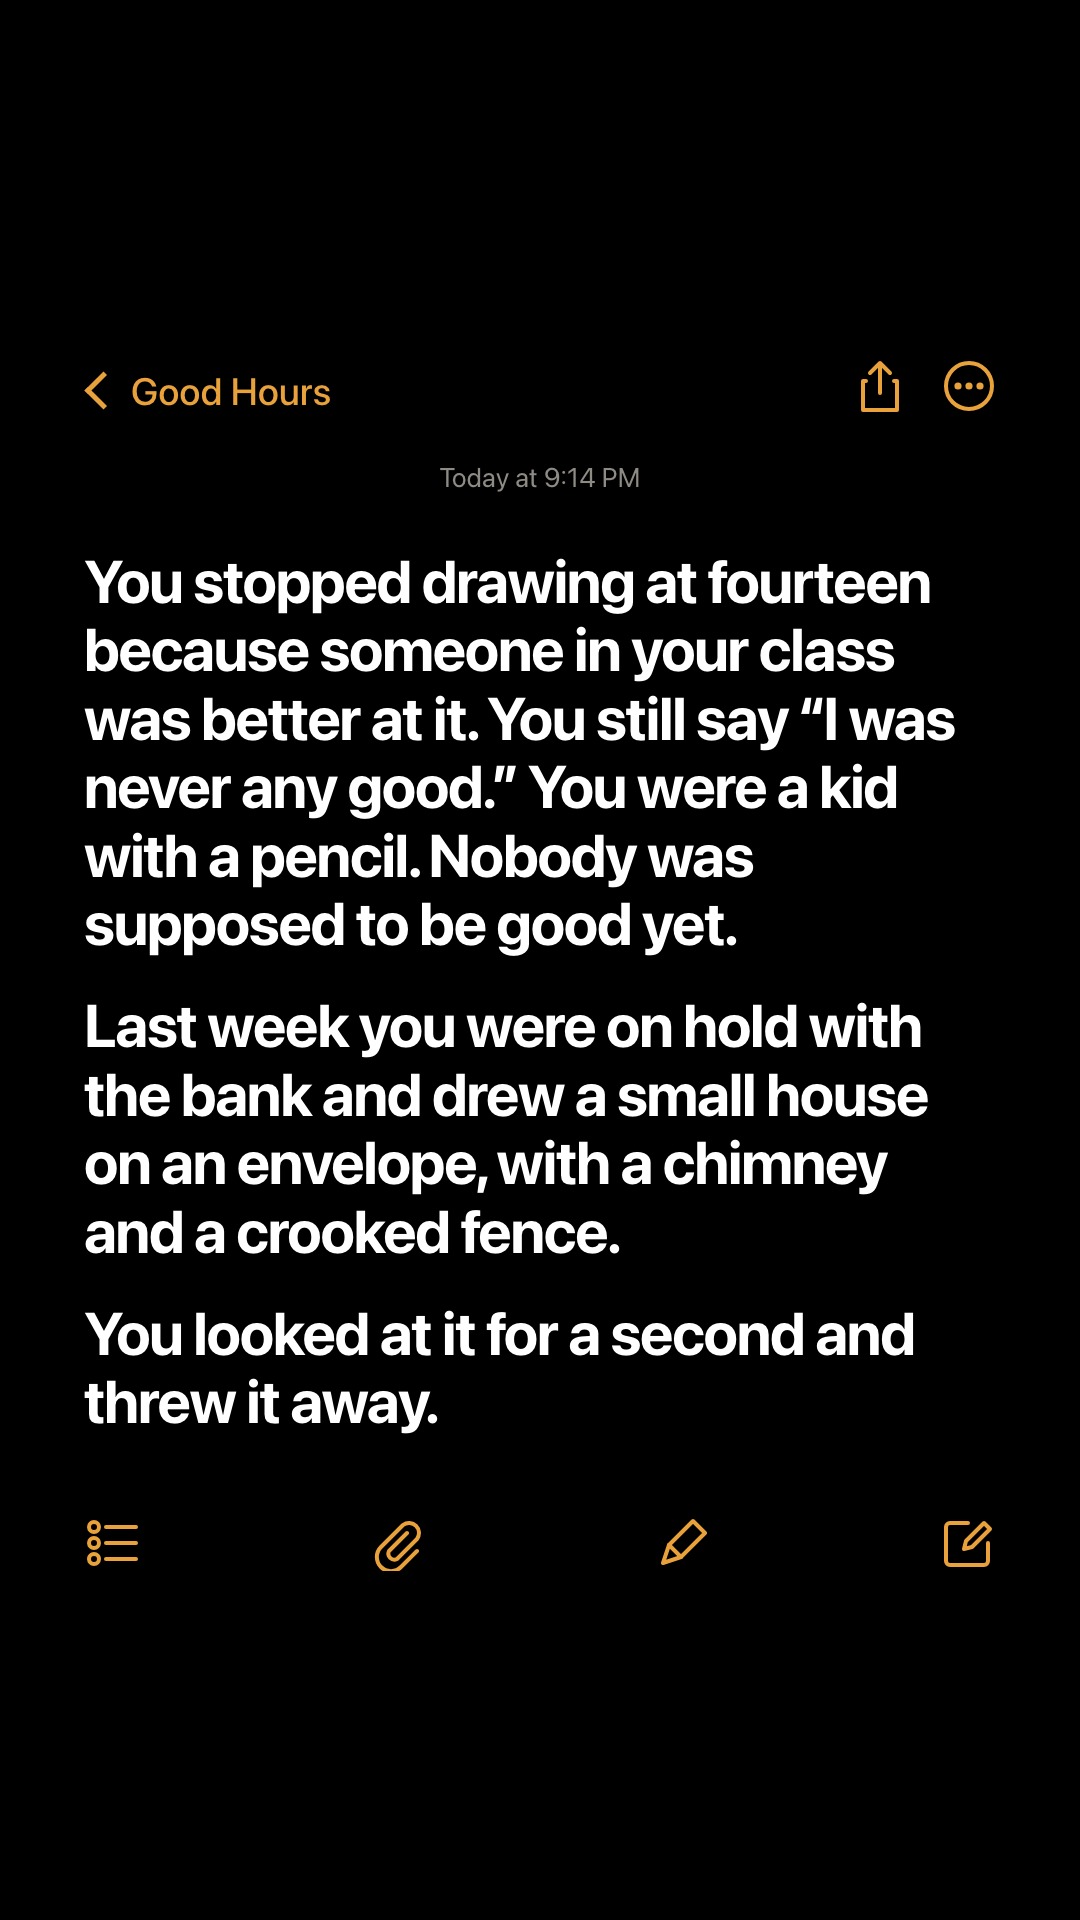 Good Hours
Today at 9:14 PM
You stopped drawing at fourteen
because someone in your class
was better at it. You still say “I was
never any good.” You were a kid
with a pencil. Nobody was
supposed to be good yet.
Last week you were on hold with
the bank and drew a small house
on an envelope, with a chimney
and a crooked fence.
You looked at it for a second and
threw it away.